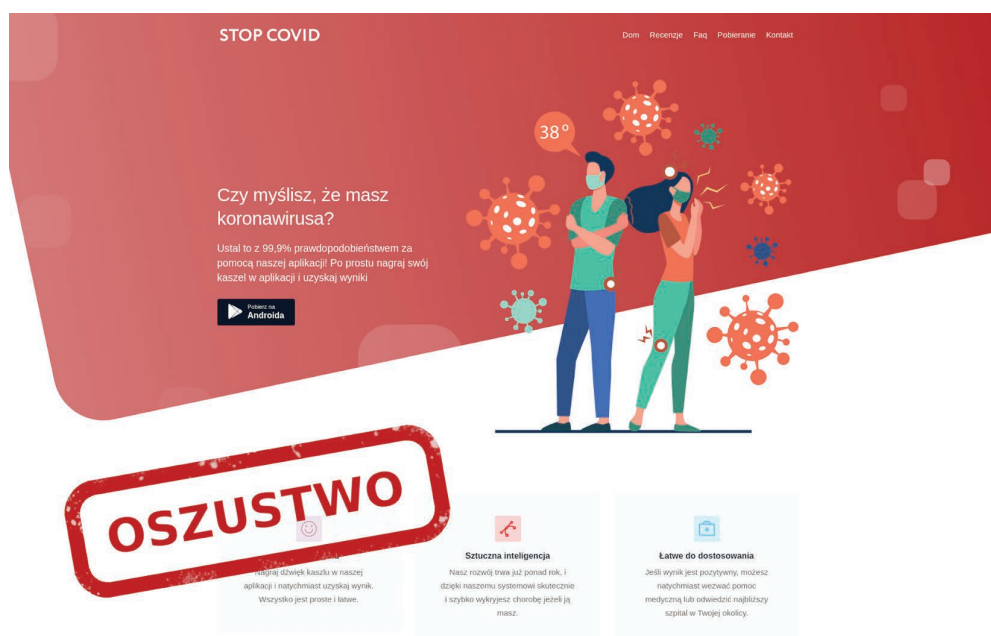 STOP COVID
Dom Recenzje Faq Pobieranie Kontakt
38°
Czy myślisz, że masz
koronawirusa?
Ustal to z 99,9% prawdopodobieństwem za
pomocą naszej aplikacji! Po prostu nagraj swój
kaszel w aplikacji i uzyskaj wyniki
Pobierz na
Androida
OSZUSTWO
Nagraj dźwięk kaszlu w naszej
aplikacji i natychmiast uzyskaj wynik.
Wszystko jest proste i łatwe.
Sztuczna inteligencja
Nasz rozwój trwa już ponad rok, i
dzięki naszemu systemowi skutecznie
i szybko wykryjesz chorobę jeżeli ją
masz.
Łatwe do dostosowania
Jeśli wynik jest pozytywny, możesz
natychmiast wezwać pomoc
medyczną lub odwiedzić najbliższy
szpital w Twojej okolicy.